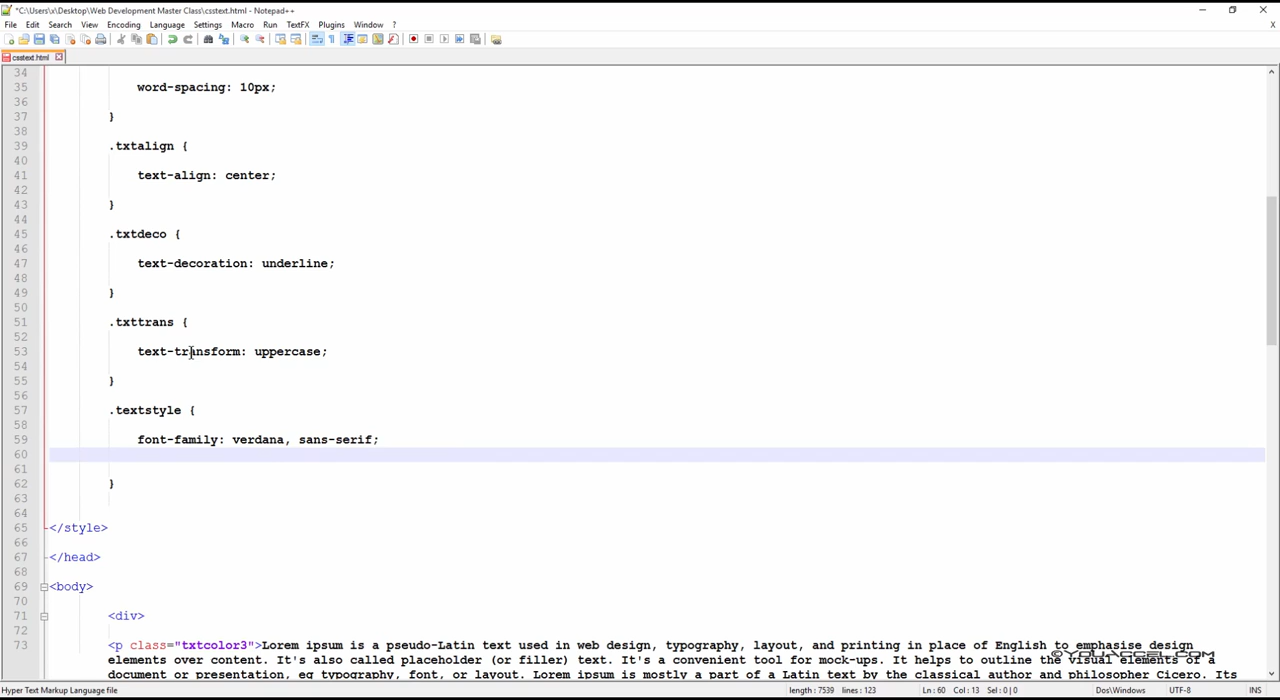 *C:\Users\x\Desktop\Web Development Master Class\csstext.html - Notepad++
File Edit Search View Encoding Language Settings Macro Run TextFX Plugins Window ?
X
csstext.html
34
35 word-spacing: 10px;
36
37 }
38
39 .txtalign {
40
41 text-align: center;
42
43 }
44
45 .txtdeco {
46
47 text-decoration: underline;
48
49 }
50
51 .txttrans {
52
53 text-transform: uppercase;
54
55 }
56
57 .textstyle {
58
59 font-family: verdana, sans-serif;
60
61
62 }
63
64
65 </style>
66
67 </head>
68
69 <body>
70
71 <div>
72
73 <p class="txtcolor3">Lorem ipsum is a pseudo-Latin text used in web design, typography, layout, and printing in place of English to emphasise design
elements over content. It's also called placeholder (or filler) text. It's a convenient tool for mock-ups. It helps to outline the visual elements of a
document or presentation, eg typography, font, or layout. Lorem ipsum is mostly a part of a Latin text by the classical author and philosopher Cicero. Its
©YOUACCEL.COM
Hyper Text Markup Language file length : 7539 lines : 123 Ln : 60 Col : 13 Sel : 0 | 0 Dos\Windows UTF-8 INS